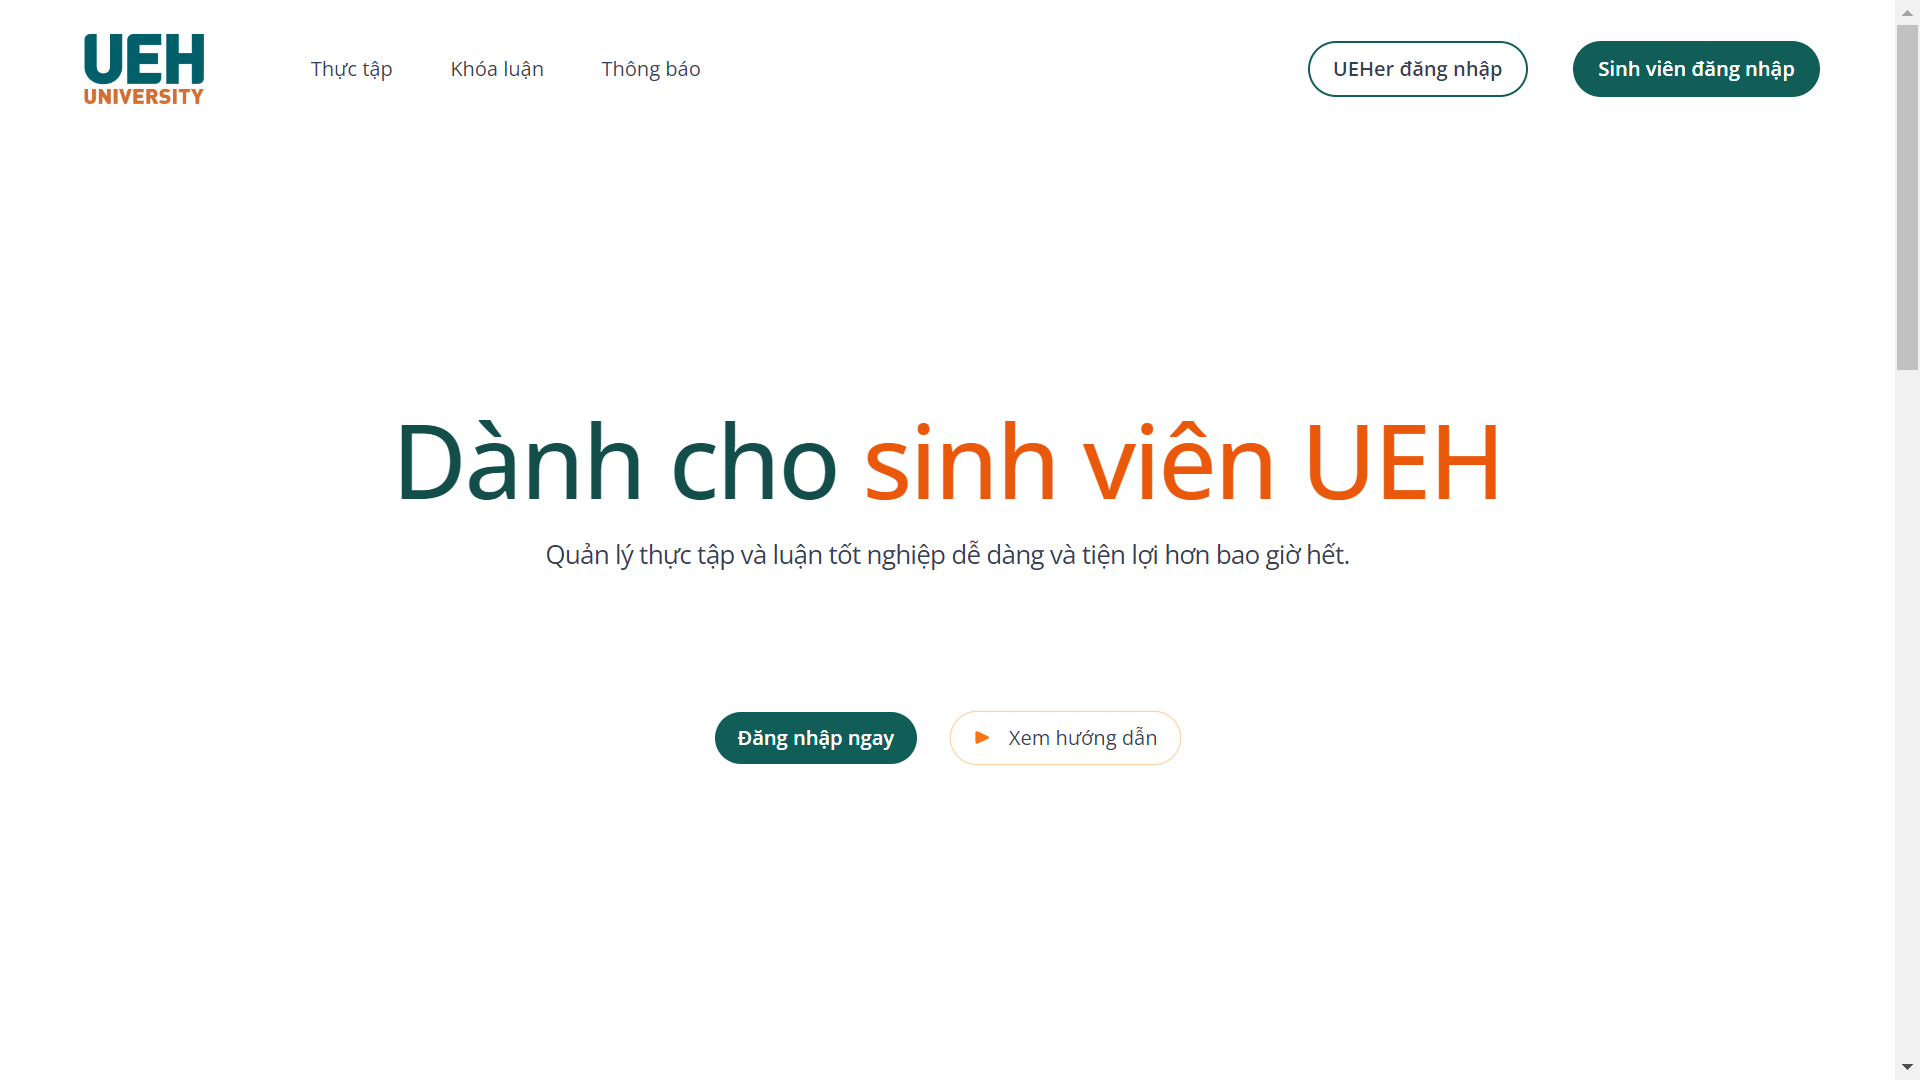 UEH
UNIVERSITY
Thực tập
Khóa luận
Thông báo
UEHer đăng nhập
Sinh viên đăng nhập
Dành cho sinh viên UEH
Quản lý thực tập và luận tốt nghiệp dễ dàng và tiện lợi hơn bao giờ hết.
Đăng nhập ngay
Xem hướng dẫn